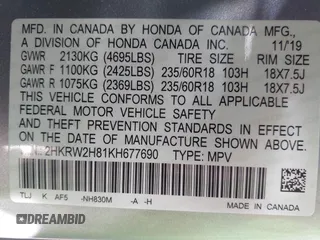 MFD. IN CANADA BY HONDA OF CANADA MFG.,
A DIVISION OF HONDA CANADA INC. 11/19
GVWR 2130KG (4695LBS) TIRE SIZE RIM SIZE
GAWR F 1100KG (2425LBS) 235/60R18 103H 18X7.5J
GAWR R 1075KG (2369LBS) 235/60R18 103H 18X7.5J
THIS VEHICLE CONFORMS TO ALL APPLICABLE
FEDERAL MOTOR VEHICLE SAFETY AND
THEFT PREVENTION STANDARDS IN EFFECT ON
THE DATE OF MANUFACTURE SHOWN ABOVE.
2HKRW2H81KH677690 TYPE: MPV
TLJ K AF5 -NH830M -A -H
DREAMBID